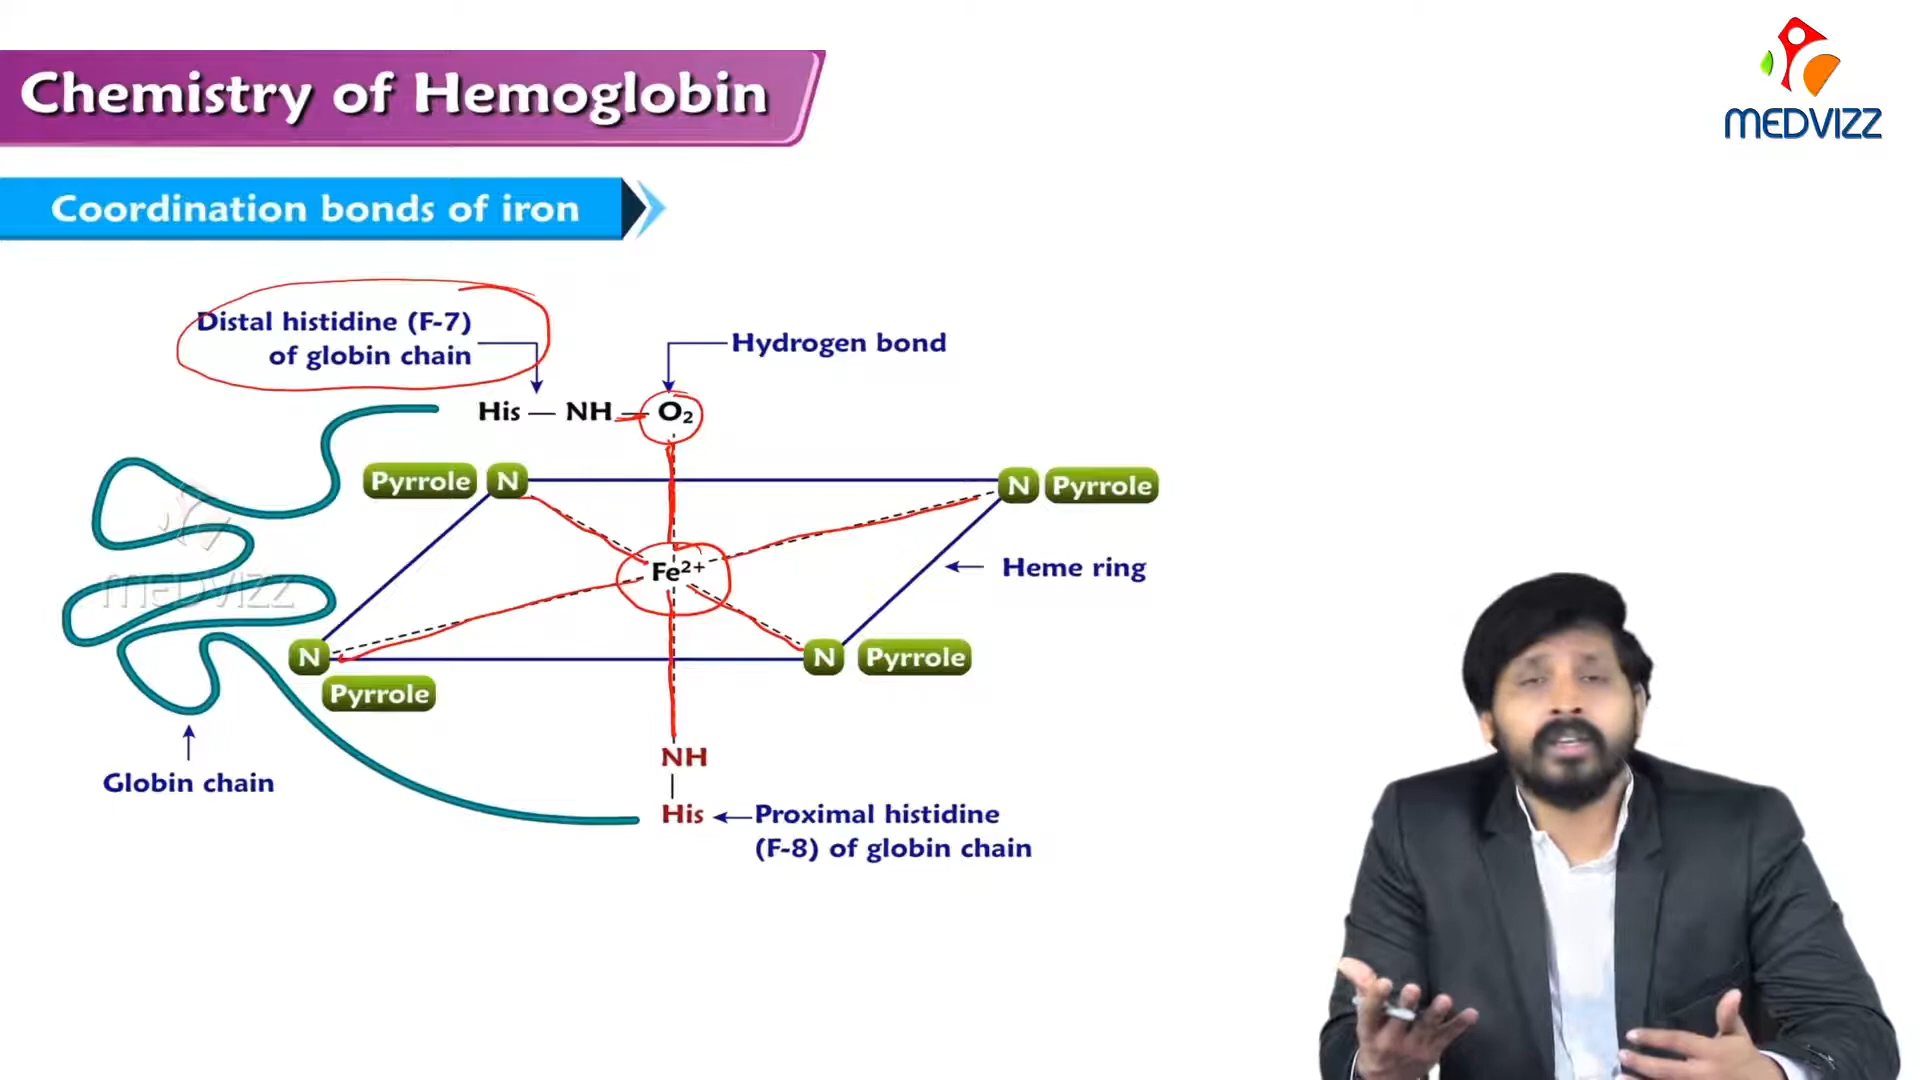 MEDVIZZ
Chemistry of Hemoglobin
Coordination bonds of iron
Distal histidine (F-7)
of globin chain
Hydrogen bond
His — NH — O₂
Pyrrole N
N Pyrrole
Fe²⁺
Heme ring
MEDVIZZ
N
Pyrrole
N Pyrrole
NH
Globin chain
His
Proximal histidine
(F-8) of globin chain